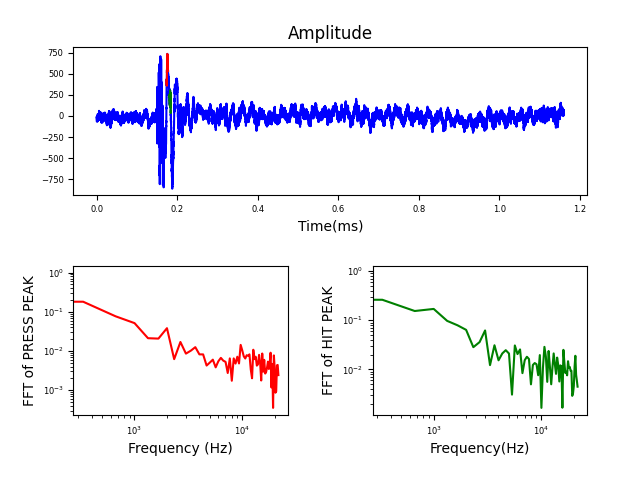 Amplitude
750
500
250
0
−250
−500
−750
0.0 0.2 0.4 0.6 0.8 1.0 1.2
Time(ms)
FFT of PRESS PEAK
10⁰
10⁻¹
10⁻²
10⁻³
10³ 10⁴
Frequency (Hz)
FFT of HIT PEAK
10⁰
10⁻¹
10⁻²
10³ 10⁴
Frequency(Hz)